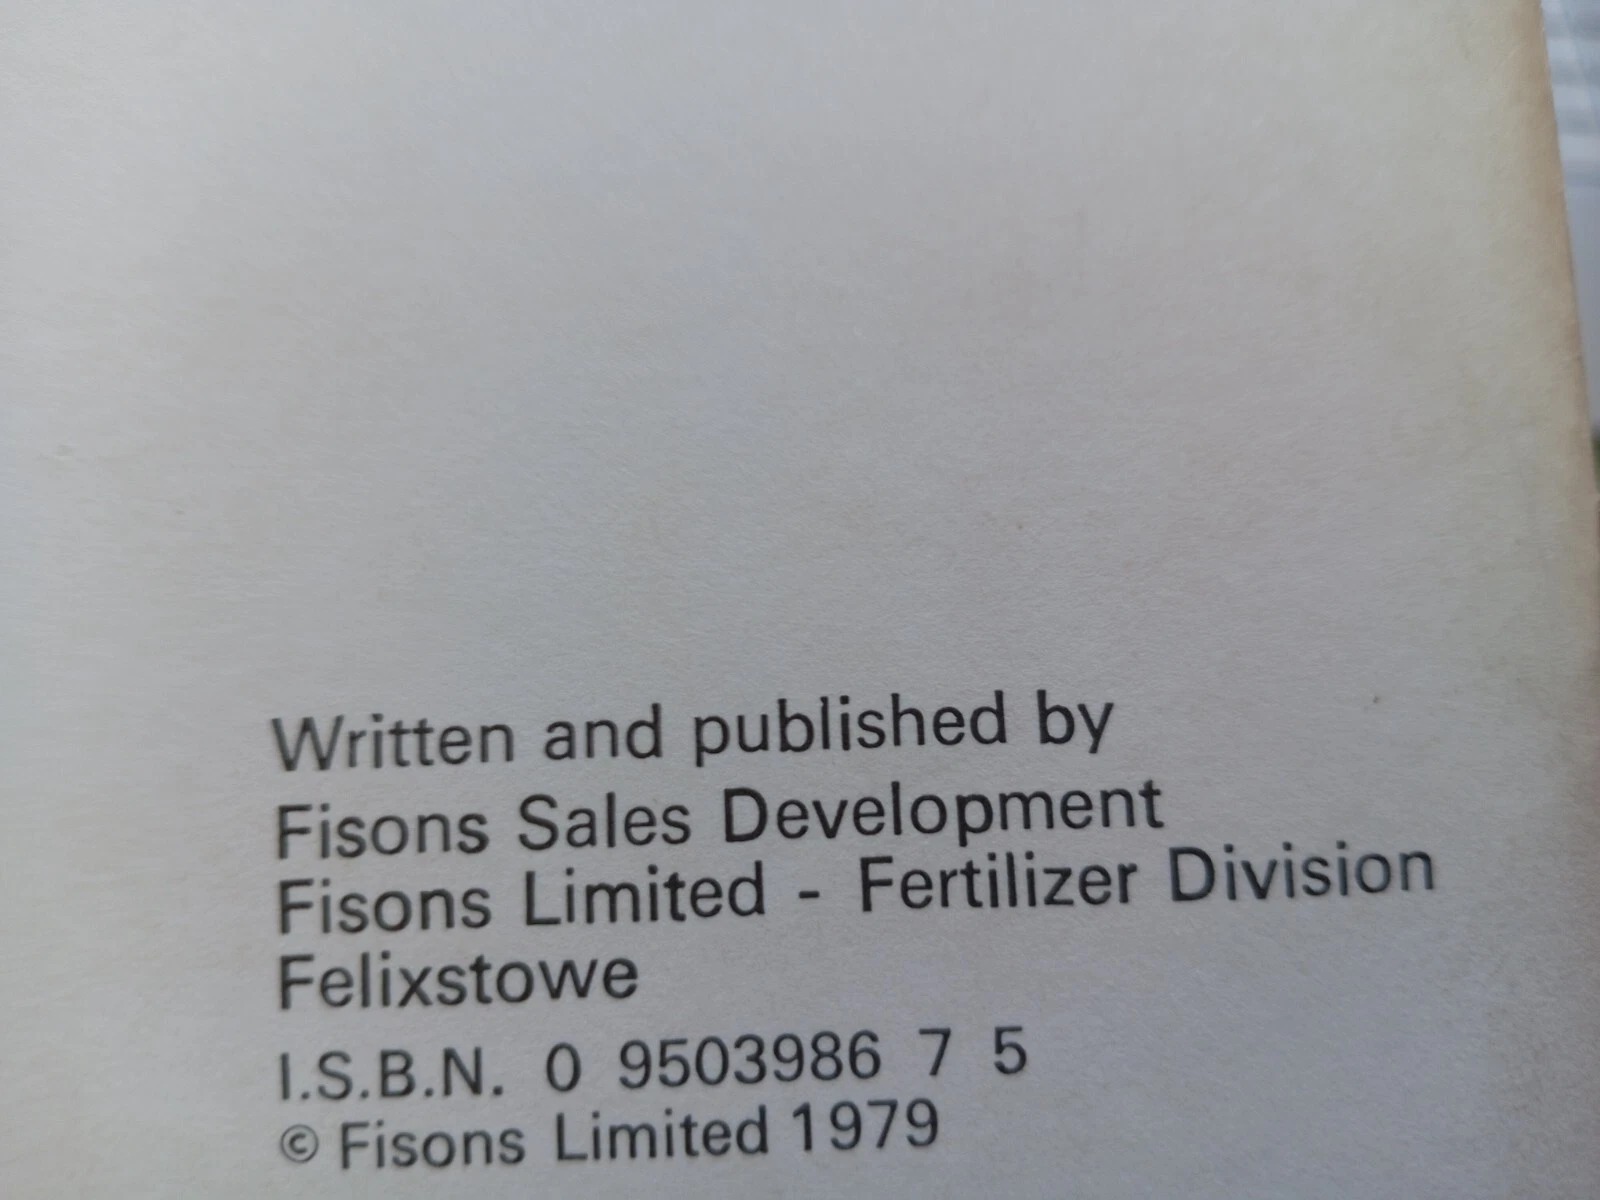 Written and published by
Fisons Sales Development
Fisons Limited - Fertilizer Division
Felixstowe
I.S.B.N. 0 9503986 7 5
© Fisons Limited 1979